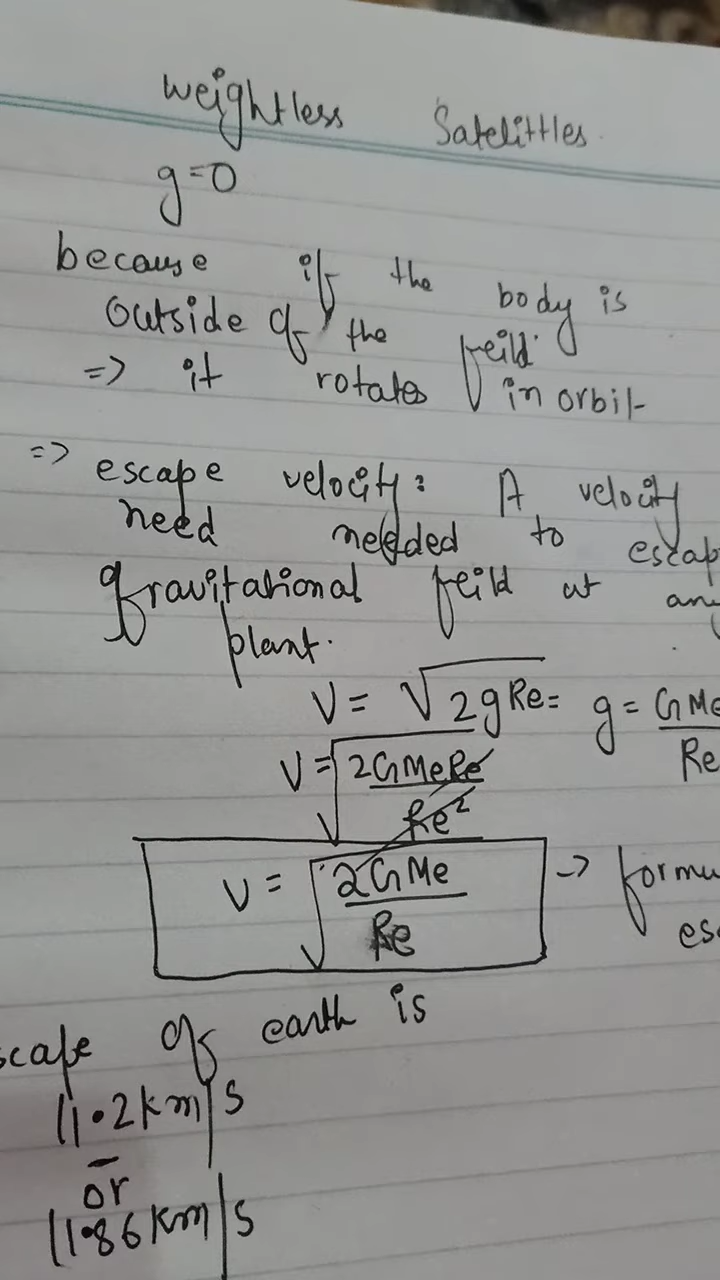 weightless Satelittles.
g=0
because if the body is
outside of the feild.
=> it rotates in orbit
=> escape velocity: A velocity
need needed to escap
gravitational feild at an
plant.
V = √2gRe = g = GMe
Re
V = √2GMeRe
Re²
V = √2GMe -> formu
Re es
scape of earth is
11.2km/s
or
11.86km/s